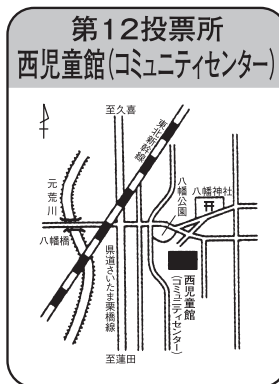 第12投票所
西児童館(コミュニティセンター)
至久喜
東北新幹線
元荒川
八幡神社
八幡公園
八幡橋
県道さいたま栗橋線
西児童館
(コミュニティセンター)
至蓮田